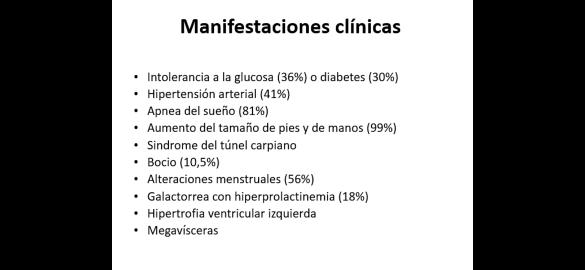 Manifestaciones clínicas
• Intolerancia a la glucosa (36%) o diabetes (30%)
• Hipertensión arterial (41%)
• Apnea del sueño (81%)
• Aumento del tamaño de pies y de manos (99%)
• Sindrome del túnel carpiano
• Bocio (10,5%)
• Alteraciones menstruales (56%)
• Galactorrea con hiperprolactinemia (18%)
• Hipertrofia ventricular izquierda
• Megavísceras